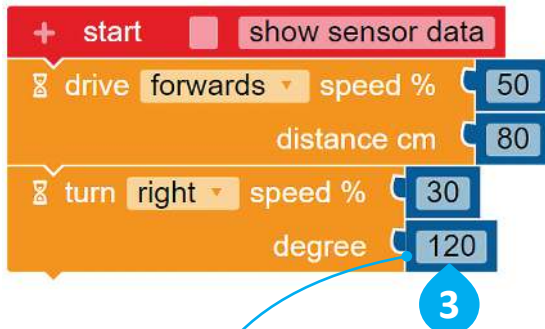 + start show sensor data
drive forwards speed % 50
distance cm 80
turn right speed % 30
degree 120
3